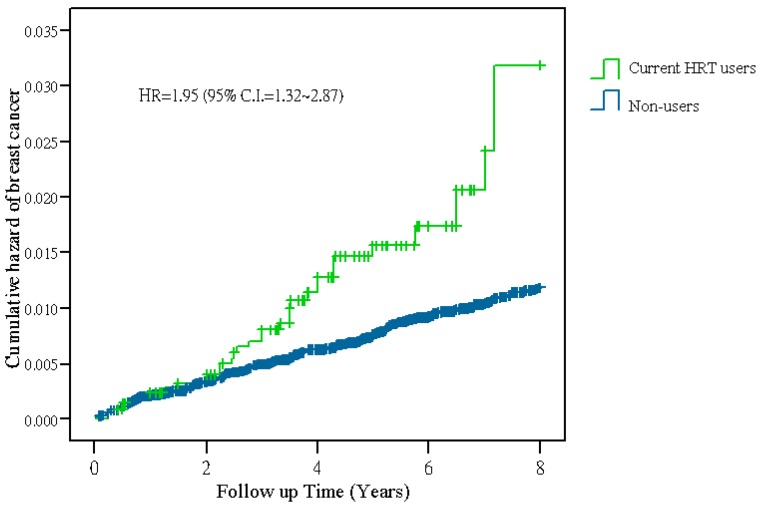 Cumulative hazard of breast cancer
0.035
0.030
0.025
0.020
0.015
0.010
0.005
0.000
HR=1.95 (95% C.I.=1.32~2.87)
Current HRT users
Non-users
0 2 4 6 8
Follow up Time (Years)